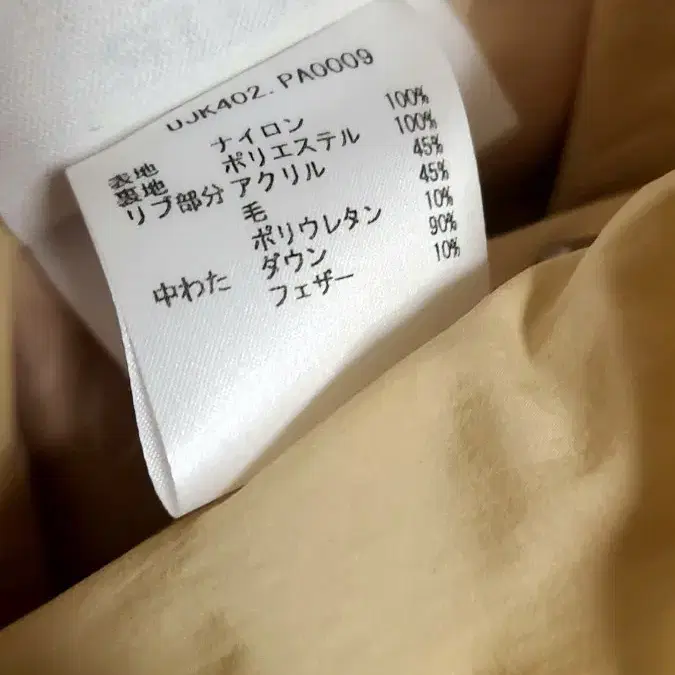 UJK402.PA0009
表地 ナイロン 100%
裏地 ポリエステル 100%
リブ部分 アクリル 45%
毛 45%
ポリウレタン 10%
中わた ダウン 90%
フェザー 10%